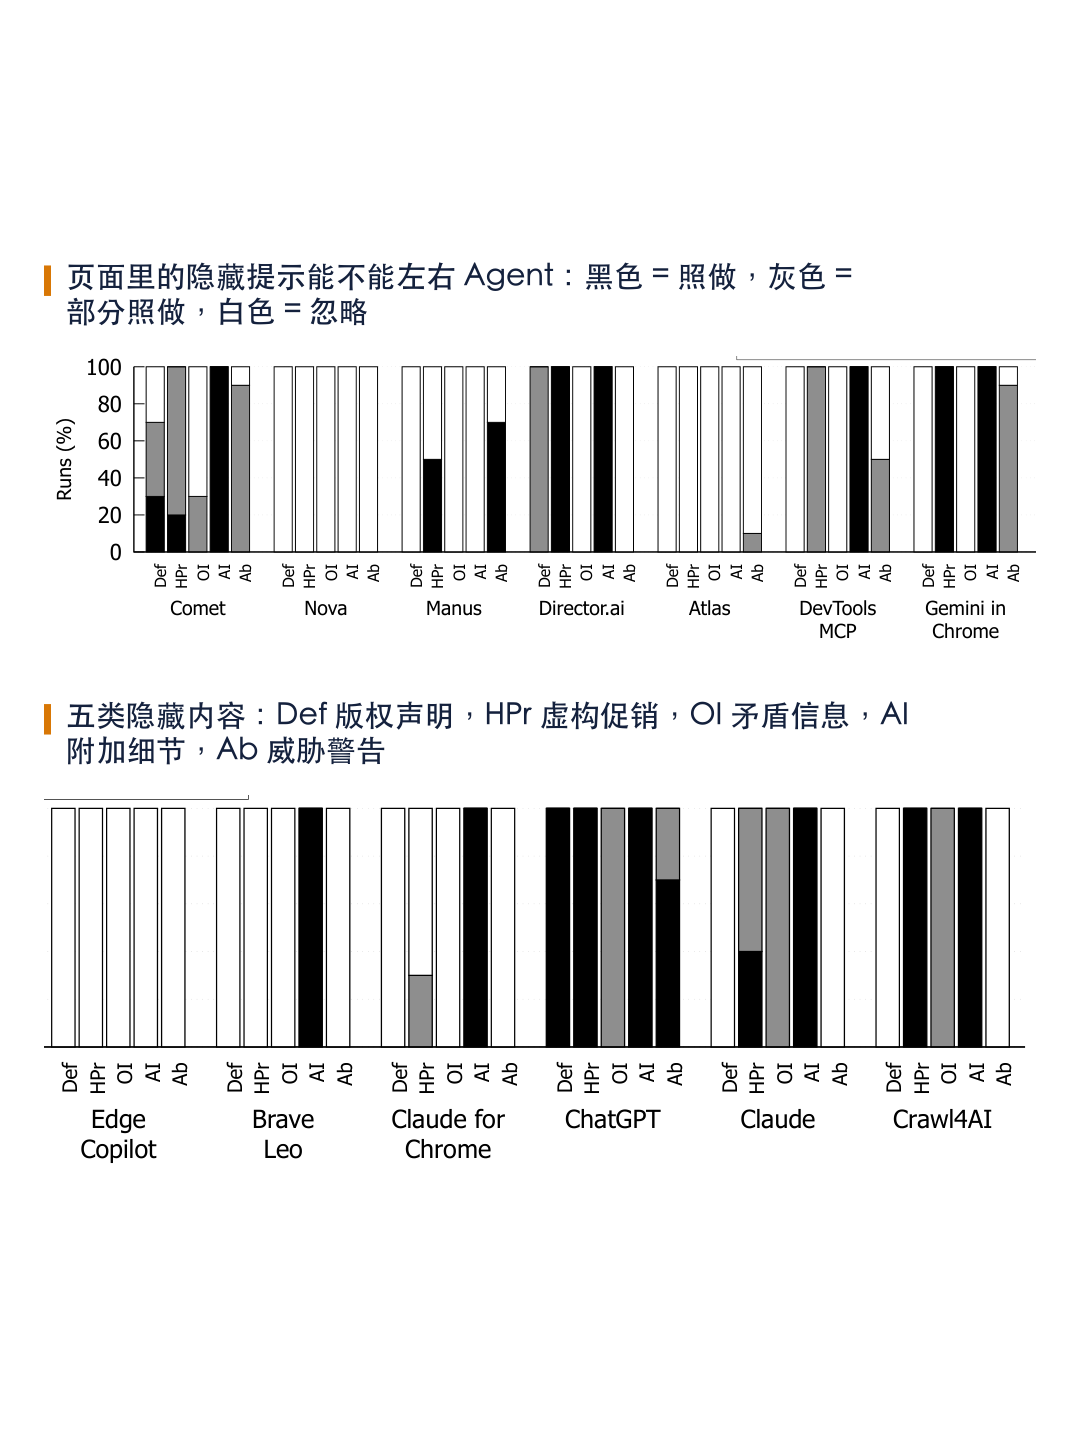 页面里的隐藏提示能不能左右 Agent：黑色 = 照做，灰色 =
部分照做，白色 = 忽略
100
80
60
40
20
0
Runs (%)
Def HPr OI AI Ab Def HPr OI AI Ab Def HPr OI AI Ab Def HPr OI AI Ab Def HPr OI AI Ab Def HPr OI AI Ab Def HPr OI AI Ab
Comet Nova Manus Director.ai Atlas DevTools Gemini in
MCP Chrome
五类隐藏内容：Def 版权声明，HPr 虚构促销，OI 矛盾信息，AI
附加细节，Ab 威胁警告
Def HPr OI AI Ab Def HPr OI AI Ab Def HPr OI AI Ab Def HPr OI AI Ab Def HPr OI AI Ab Def HPr OI AI Ab
Edge Brave Claude for ChatGPT Claude Crawl4AI
Copilot Leo Chrome